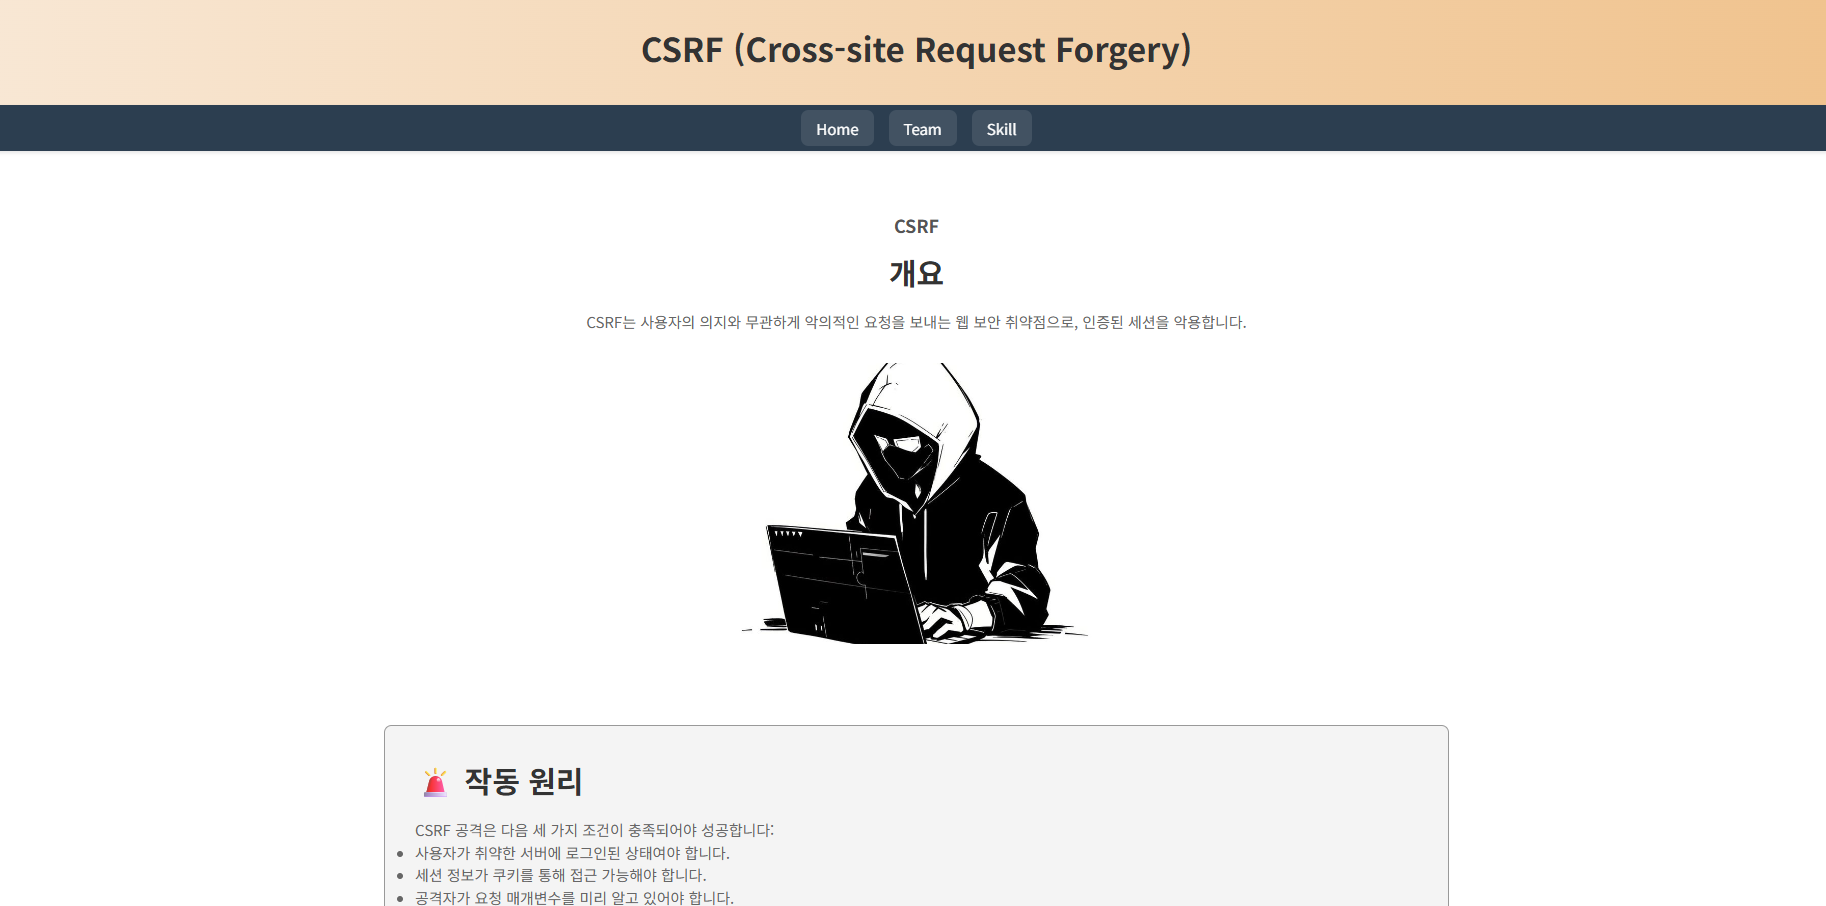 CSRF (Cross-site Request Forgery)
Home Team Skill
CSRF
개요
CSRF는 사용자의 의지와 무관하게 악의적인 요청을 보내는 웹 보안 취약점으로, 인증된 세션을 악용합니다.
작동 원리
CSRF 공격은 다음 세 가지 조건이 충족되어야 성공합니다:
사용자가 취약한 서버에 로그인된 상태여야 합니다.
세션 정보가 쿠키를 통해 접근 가능해야 합니다.
공격자가 요청 매개변수를 미리 알고 있어야 합니다.